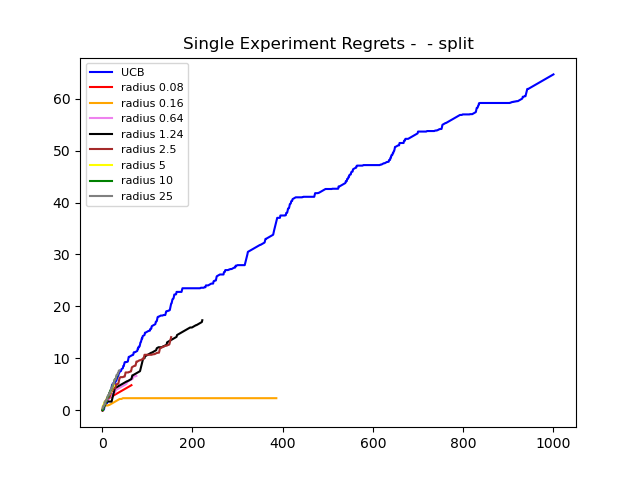 Single Experiment Regrets -  - split
UCB
radius 0.08
radius 0.16
radius 0.64
radius 1.24
radius 2.5
radius 5
radius 10
radius 25
60
50
40
30
20
10
0
0 200 400 600 800 1000